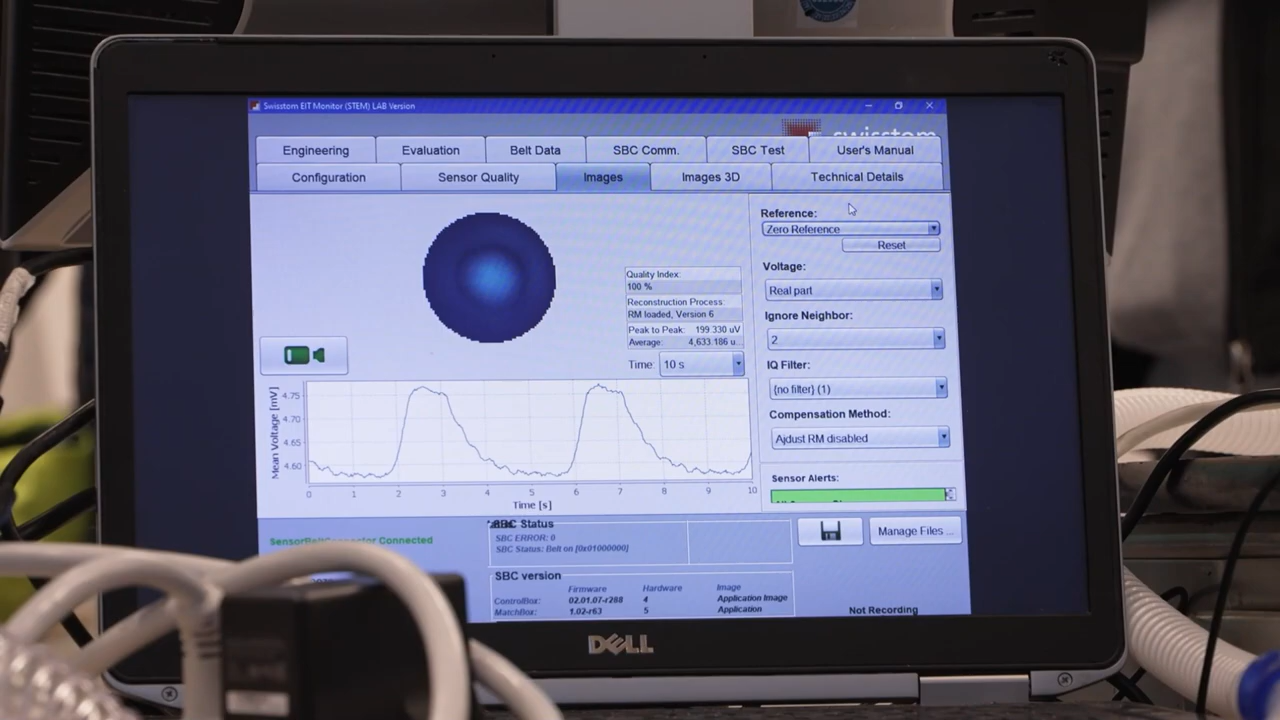 Swisstom EIT Monitor (STEM) LAB Version
swisstom
Engineering Evaluation Belt Data SBC Comm. SBC Test User's Manual
Configuration Sensor Quality Images Images 3D Technical Details
Reference:
Zero Reference
Reset
Voltage:
Real part
Ignore Neighbor:
2
IQ Filter:
{no filter} (1)
Compensation Method:
Ajdust RM disabled
Sensor Alerts:
Quality Index:
100 %
Reconstruction Process:
RM loaded, Version 6
Peak to Peak: 199.330 uV
Average: 4,633.186 u...
Time: 10 s
Mean Voltage [mV]
4.75
4.70
4.65
4.60
0 1 2 3 4 5 6 7 8 9 10
Time [s]
SensorBeltConnector Connected
SBC Status
SBC ERROR: 0
SBC Status: Belt on [0x01000000]
Manage Files ...
SBC version
Firmware Hardware Image
ControlBox: 02.01.07-r288 4 Application Image
MatchBox: 1.02-r63 5 Application
Not Recording
DELL